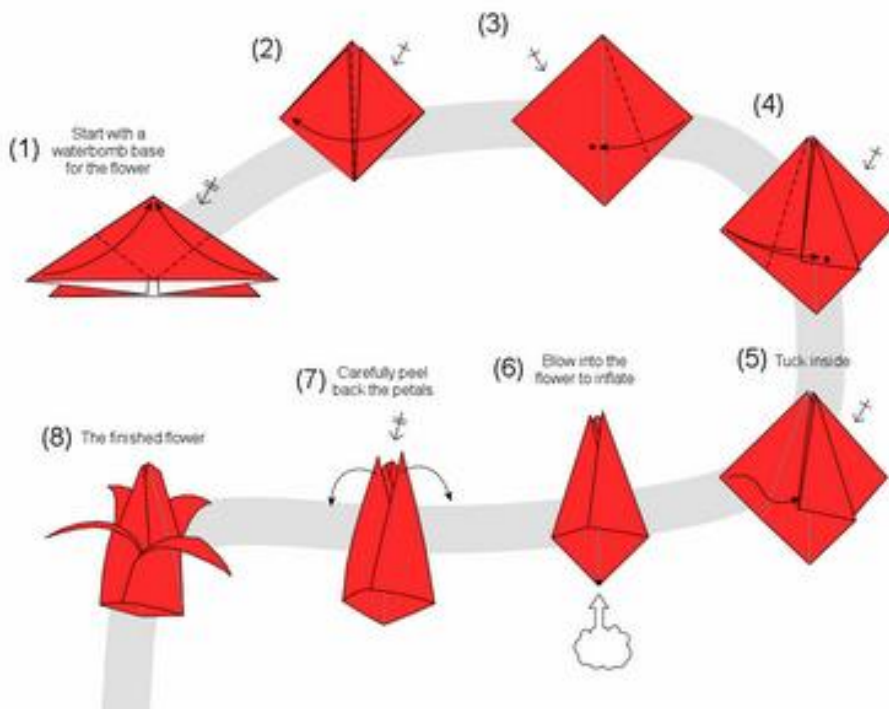 (1)
Start with a
waterbomb base
for the flower
(2)
(3)
(4)
(5) Tuck inside
(6)
Blow into the
flower to inflate
(7)
Carefully peel
back the petals
(8) The finished flower